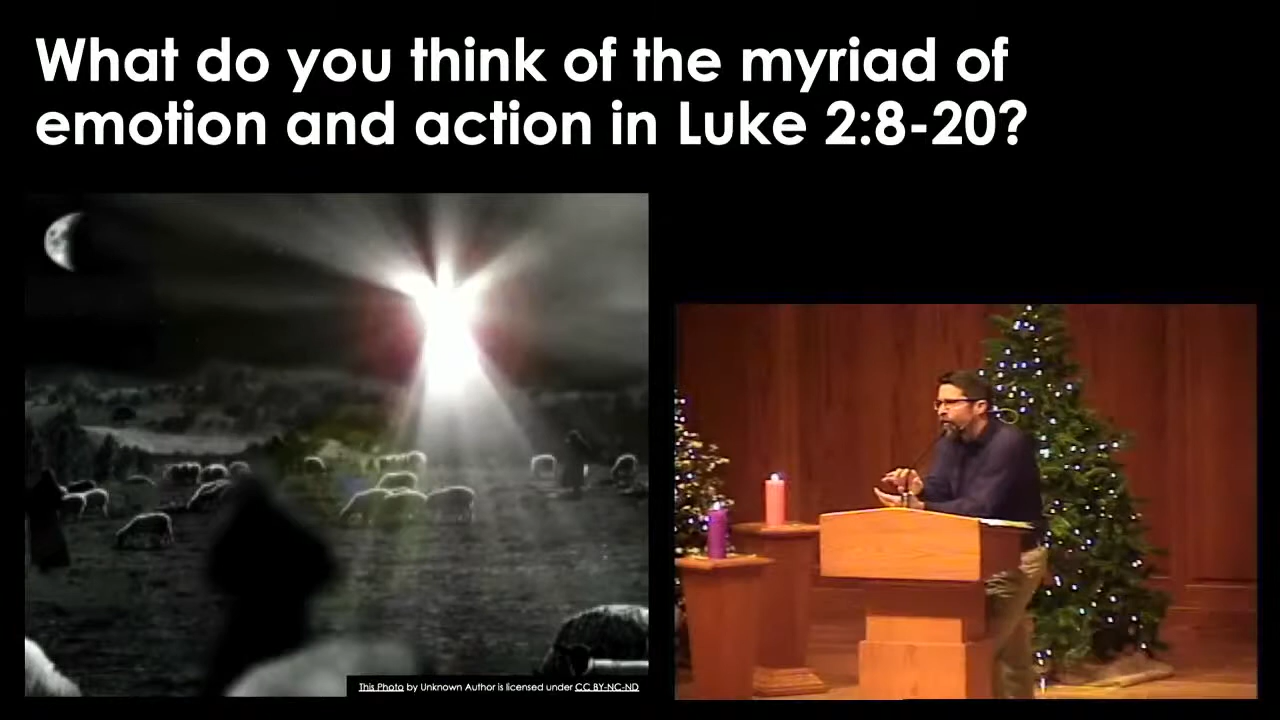 What do you think of the myriad of
emotion and action in Luke 2:8-20?
This Photo by Unknown Author is licensed under CC BY-NC-ND